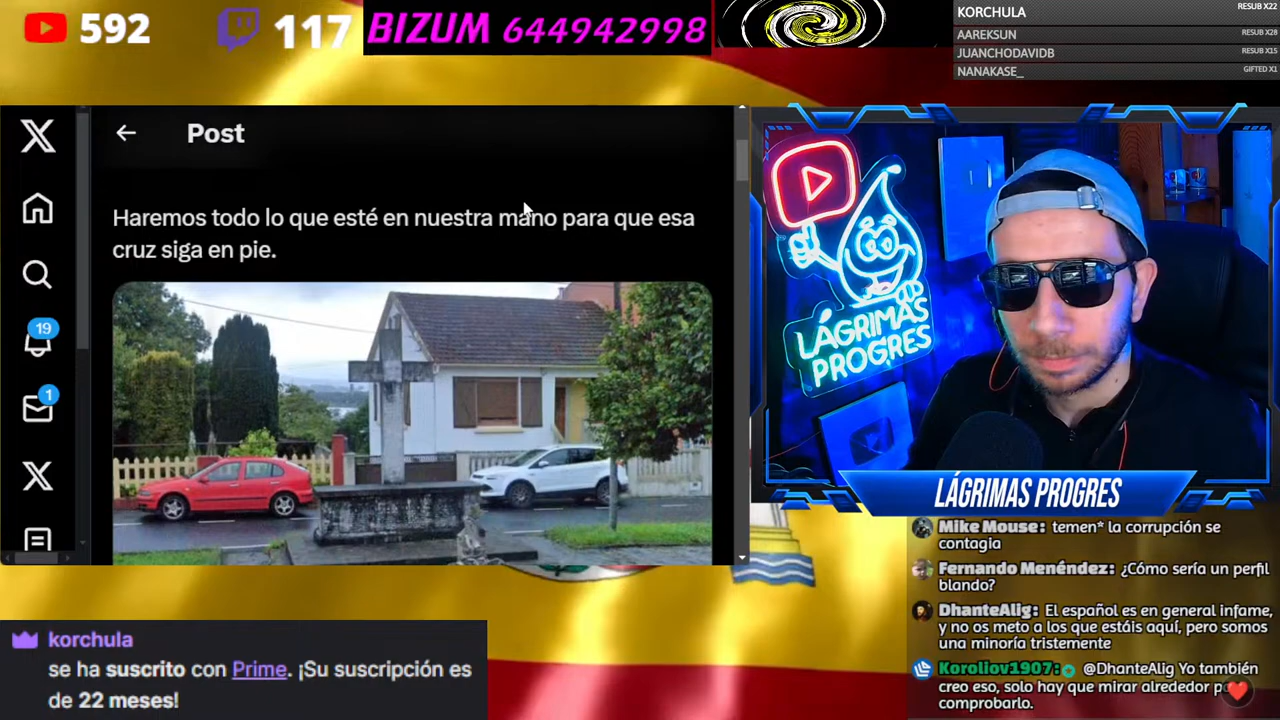 592
117
BIZUM 644942998
KORCHULA RESUB X22
AAREKSUN RESUB X28
JUANCHODAVIDB RESUB X15
NANAKASE_ GIFTED X1
Post
Haremos todo lo que esté en nuestra mano para que esa
cruz siga en pie.
19
1
LÁGRIMAS
PROGRES
LÁGRIMAS PROGRES
Mike Mouse: temen* la corrupción se
contagia
Fernando Menéndez: ¿Cómo sería un perfil
blando?
DhanteAlig: El español es en general infame,
y no os meto a los que estáis aquí, pero somos
una minoría tristemente
Koroliov1907: @DhanteAlig Yo también
creo eso, solo hay que mirar alrededor
comprobarlo.
korchula
se ha suscrito con Prime. ¡Su suscripción es
de 22 meses!